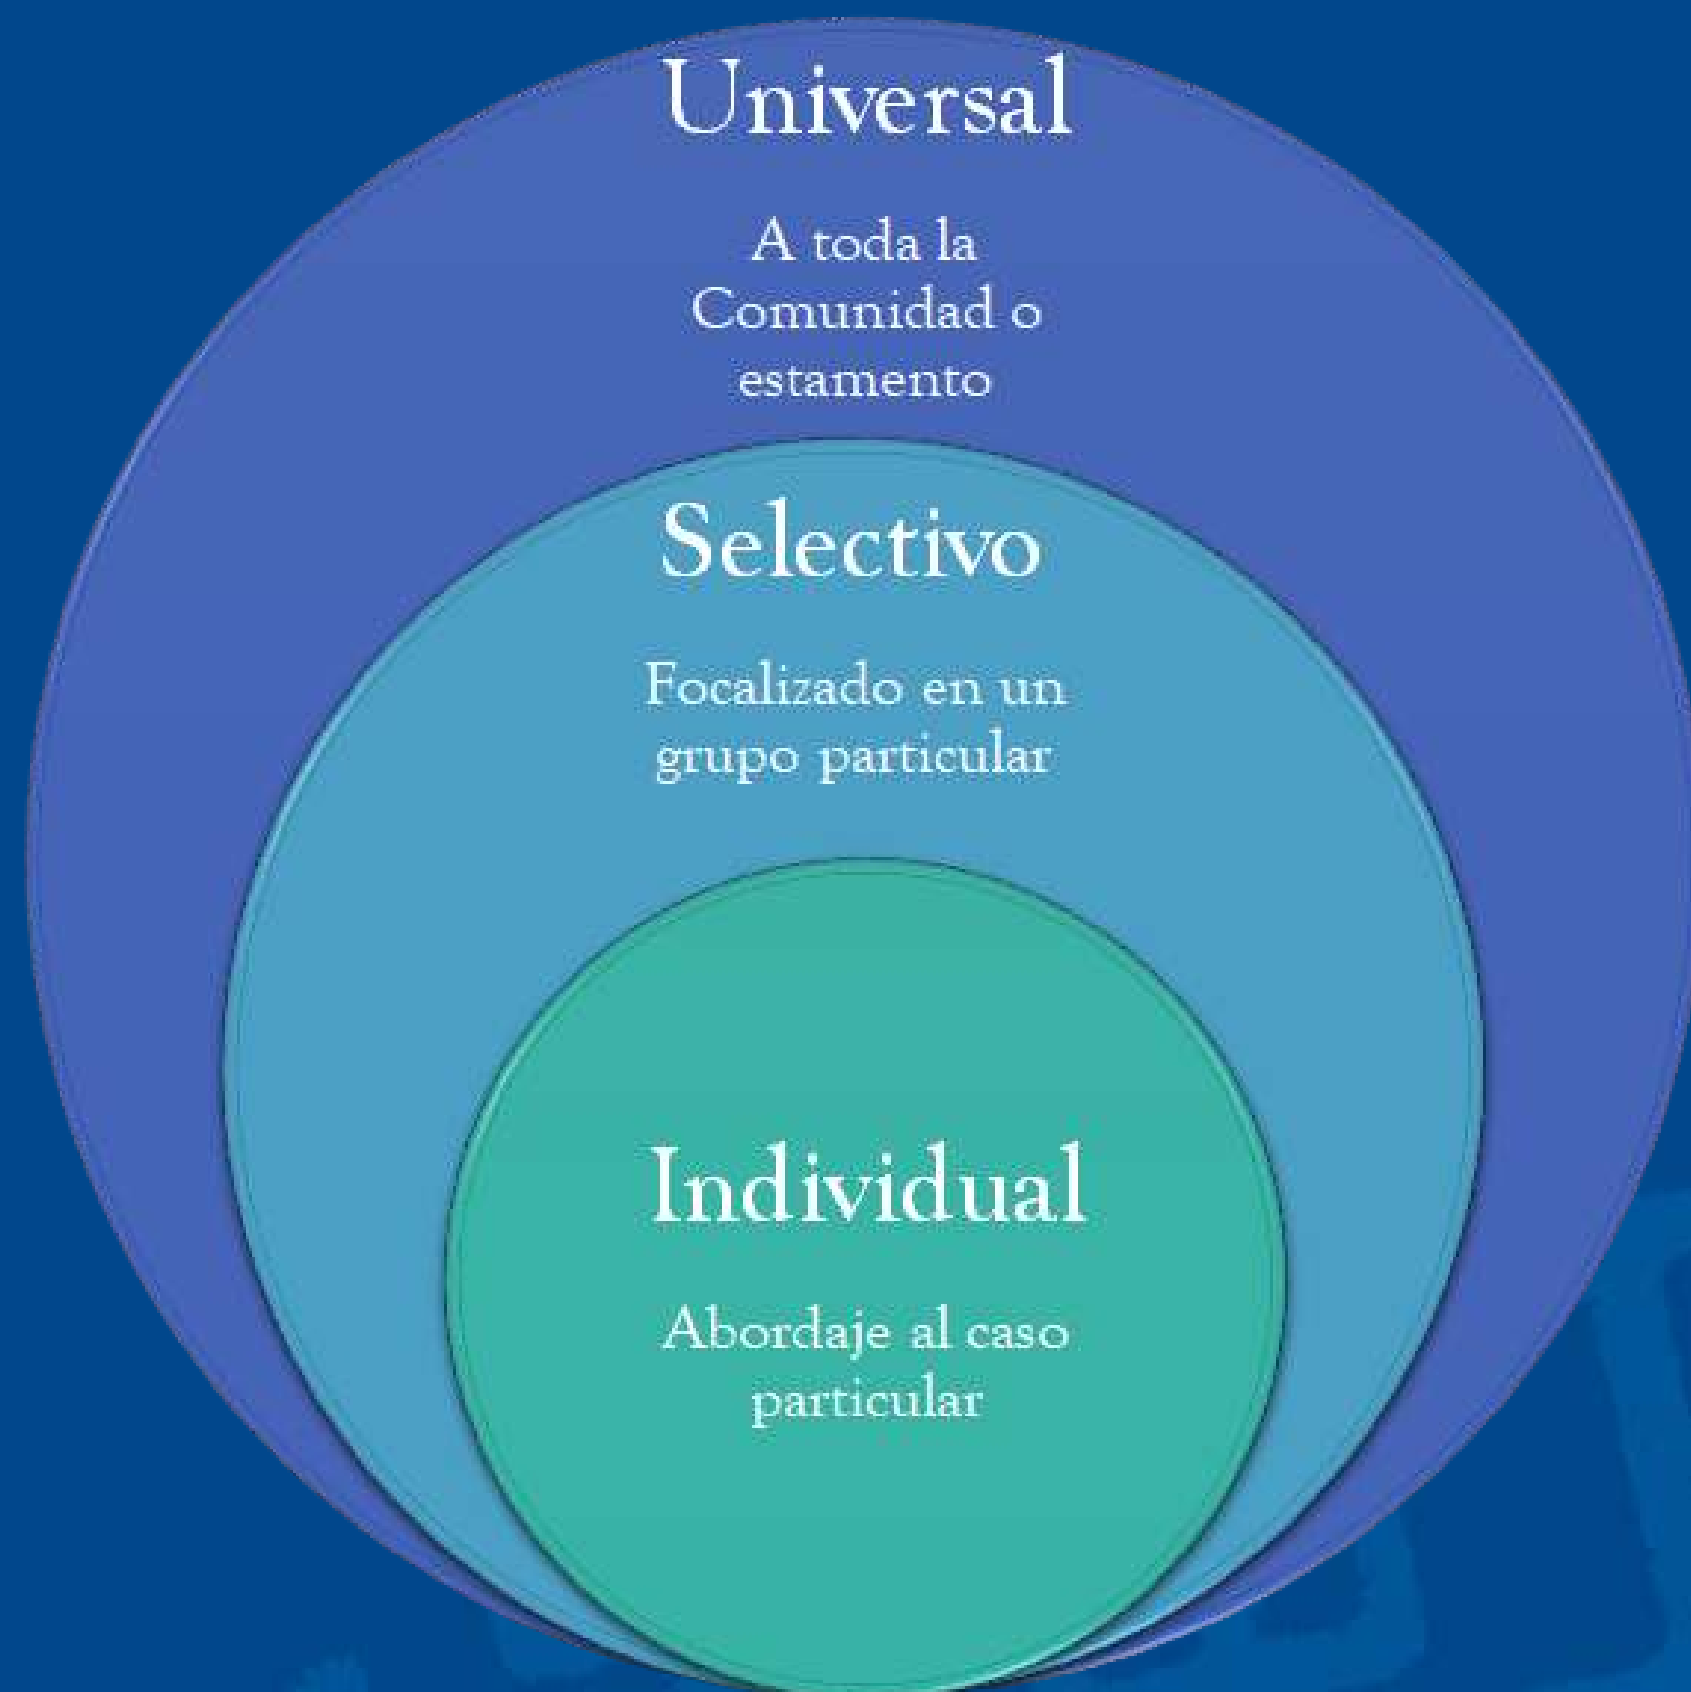 Universal
A toda la
Comunidad o
estamento
Selectivo
Focalizado en un
grupo particular
Individual
Abordaje al caso
particular